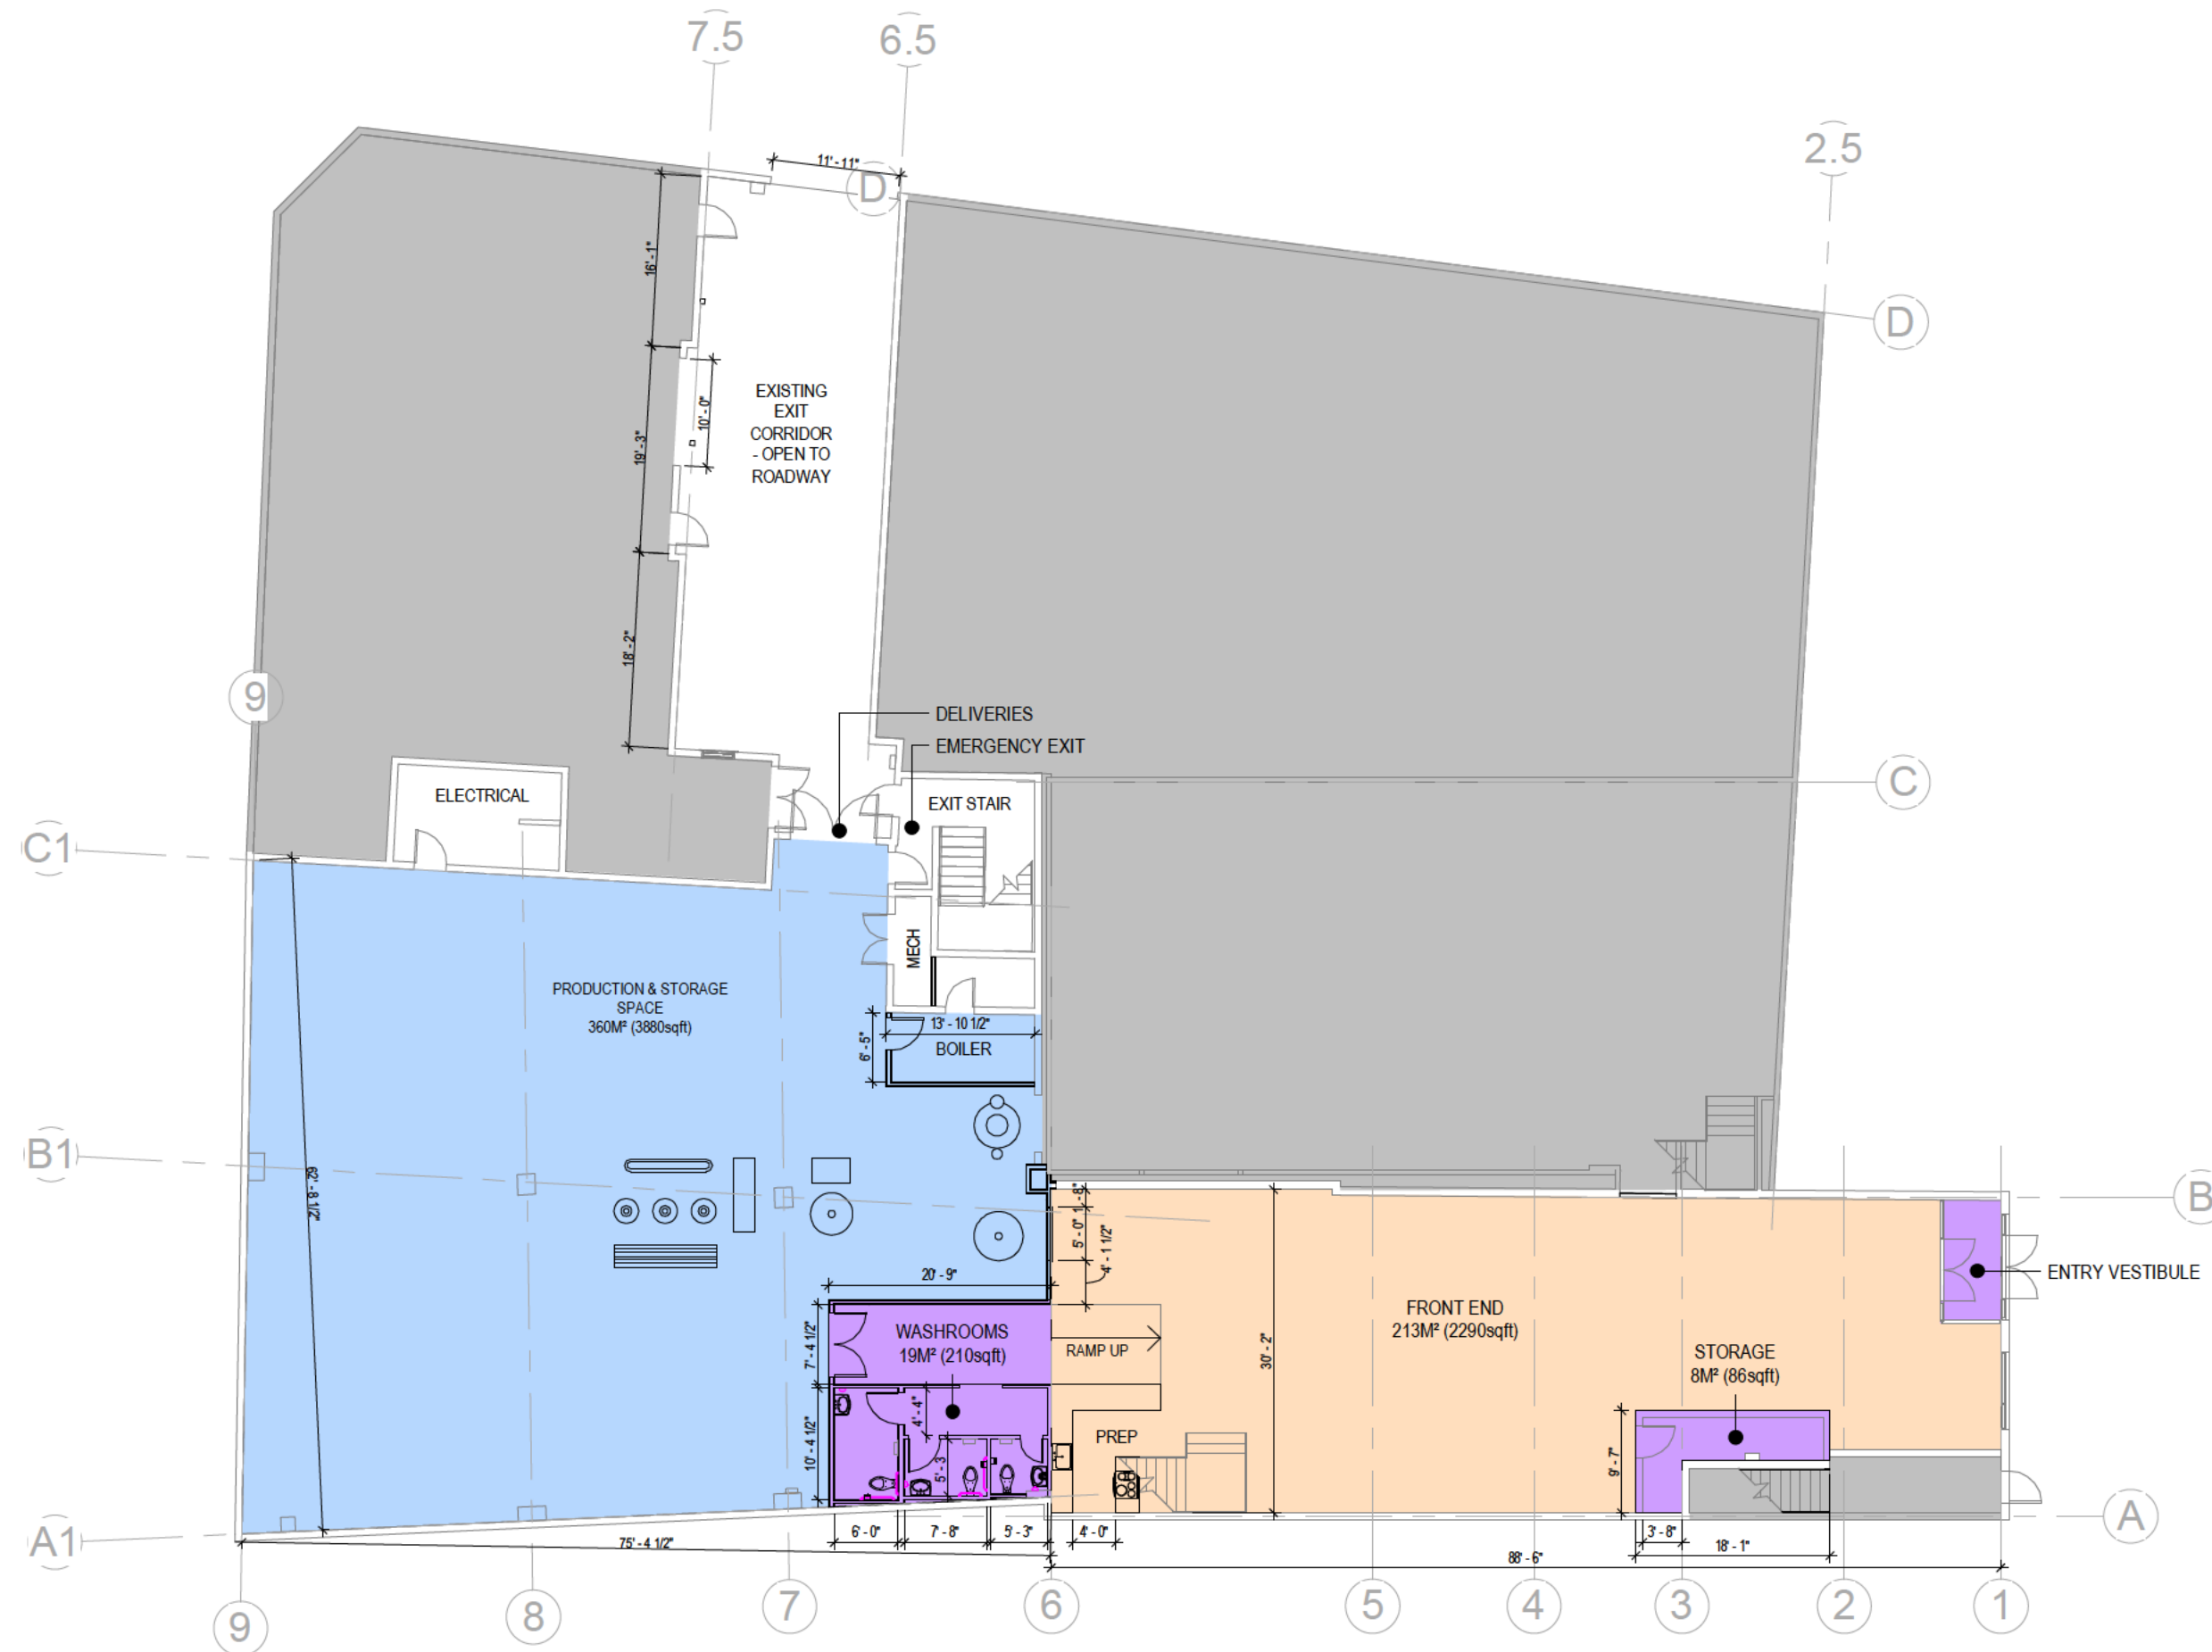 7.5
6.5
2.5
11'-11"
D
16'-1"
D
EXISTING
EXIT
CORRIDOR
- OPEN TO
ROADWAY
10'-0"
19'-3"
18'-2"
9
DELIVERIES
EMERGENCY EXIT
C
ELECTRICAL
EXIT STAIR
C1
MECH
PRODUCTION & STORAGE
SPACE
360M² (3880sqft)
13' - 10 1/2"
6'-5"
BOILER
B1
62' - 8 1/2"
1'-8"
5'-0"
4' - 1 1/2"
B
20' - 9"
ENTRY VESTIBULE
FRONT END
213M² (2290sqft)
WASHROOMS
19M² (210sqft)
7'-4 1/2"
RAMP UP
30'-2"
STORAGE
8M² (86sqft)
4'-4"
PREP
10'-4 1/2"
5'-3"
9'-7"
A1
A
6'-0"
7'-8"
5'-3"
4'-0"
3'-8"
18'-1"
75'-4 1/2"
88'-6"
9
8
7
6
5
4
3
2
1